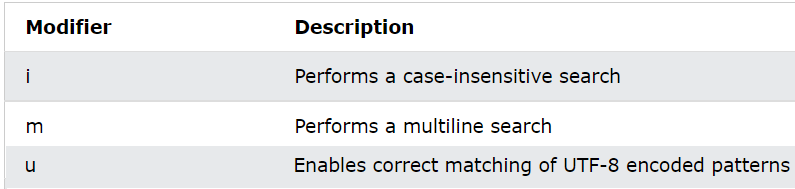 Modifier Description
i Performs a case-insensitive search
m Performs a multiline search
u Enables correct matching of UTF-8 encoded patterns